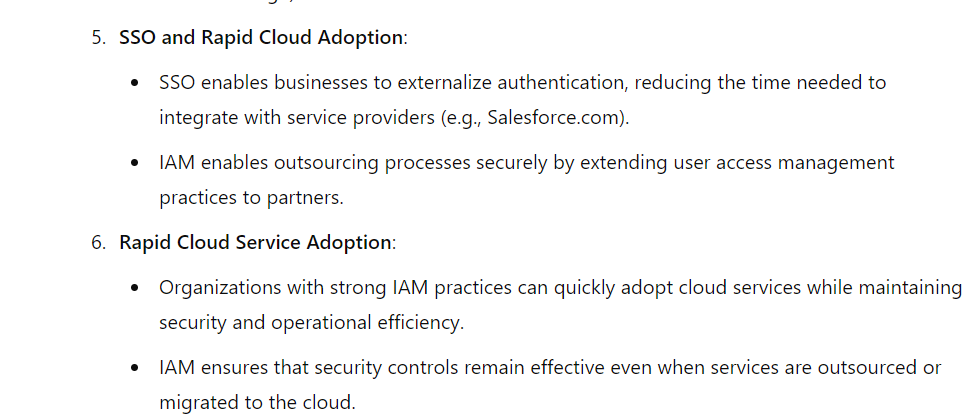 5. SSO and Rapid Cloud Adoption:
• SSO enables businesses to externalize authentication, reducing the time needed to
integrate with service providers (e.g., Salesforce.com).
• IAM enables outsourcing processes securely by extending user access management
practices to partners.
6. Rapid Cloud Service Adoption:
• Organizations with strong IAM practices can quickly adopt cloud services while maintaining
security and operational efficiency.
• IAM ensures that security controls remain effective even when services are outsourced or
migrated to the cloud.